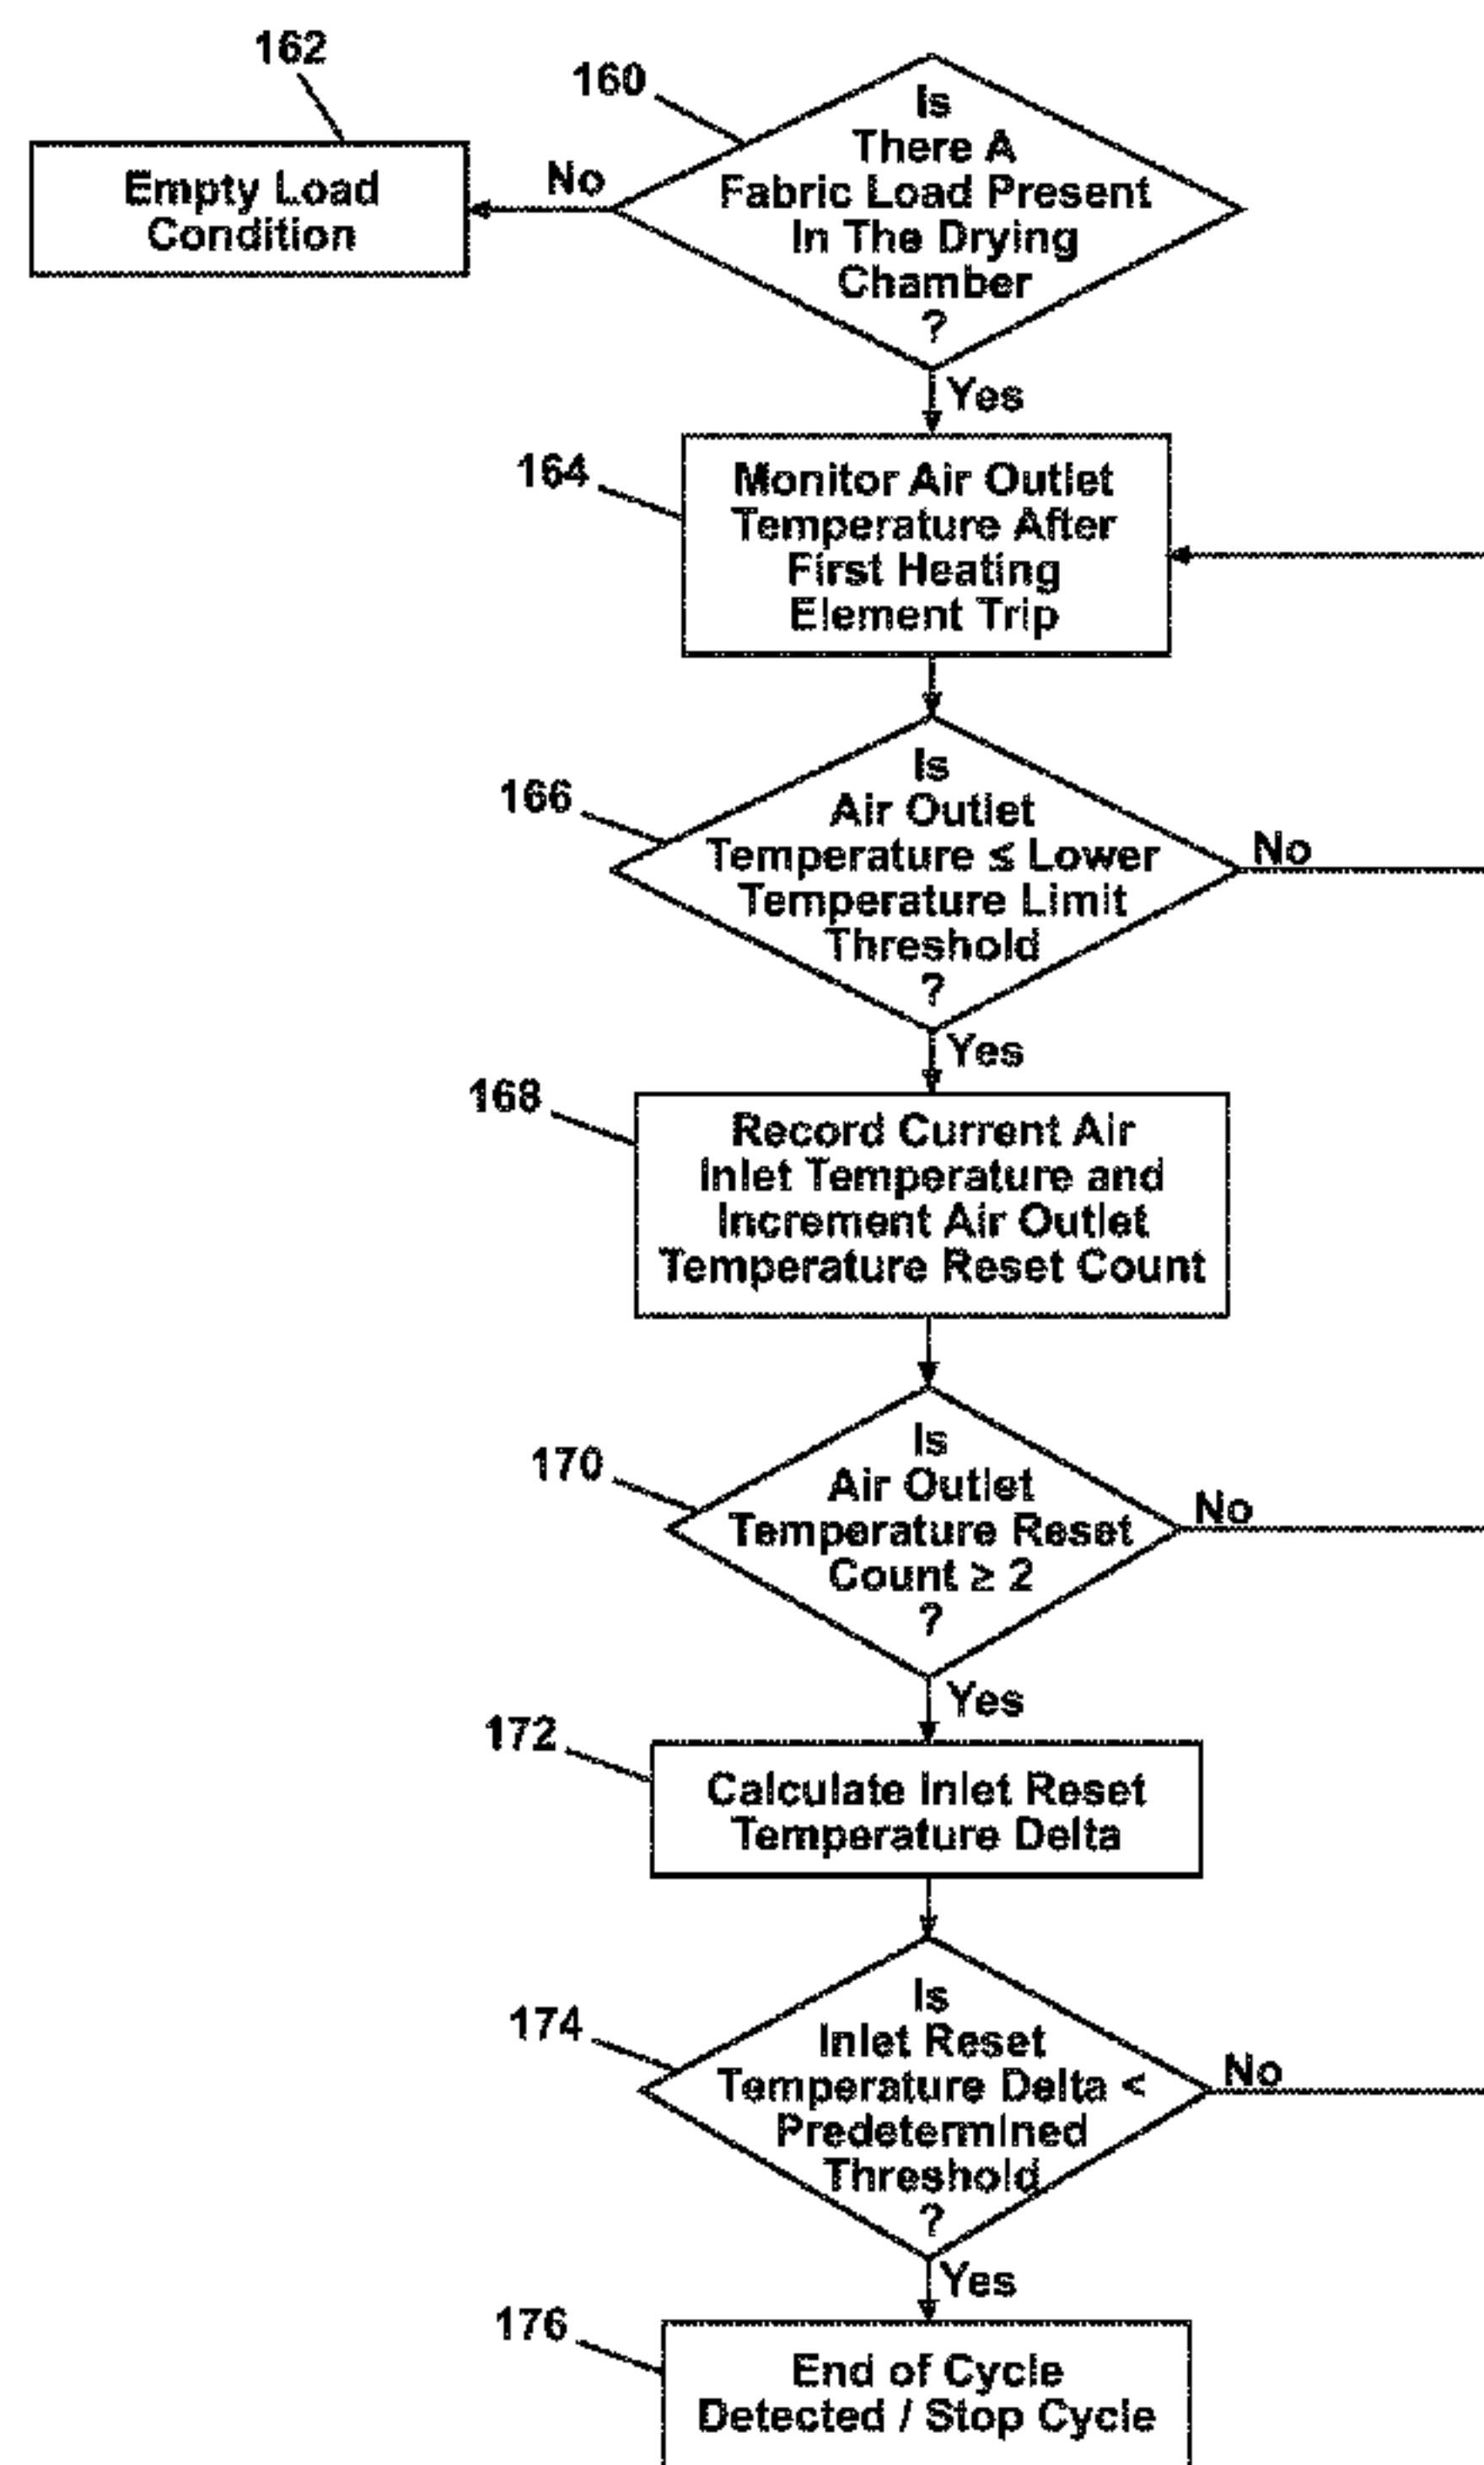 162
160
Is
There A
Fabric Load Present
In The Drying
Chamber
?
No
Empty Load
Condition
Yes
164
Monitor Air Outlet
Temperature After
First Heating
Element Trip
166
Is
Air Outlet
Temperature ≤ Lower
Temperature Limit
Threshold
?
No
Yes
168
Record Current Air
Inlet Temperature and
Increment Air Outlet
Temperature Reset Count
170
Is
Air Outlet
Temperature Reset
Count ≥ 2
?
No
Yes
172
Calculate Inlet Reset
Temperature Delta
174
Is
Inlet Reset
Temperature Delta <
Predetermined
Threshold
?
No
Yes
176
End of Cycle
Detected / Stop Cycle